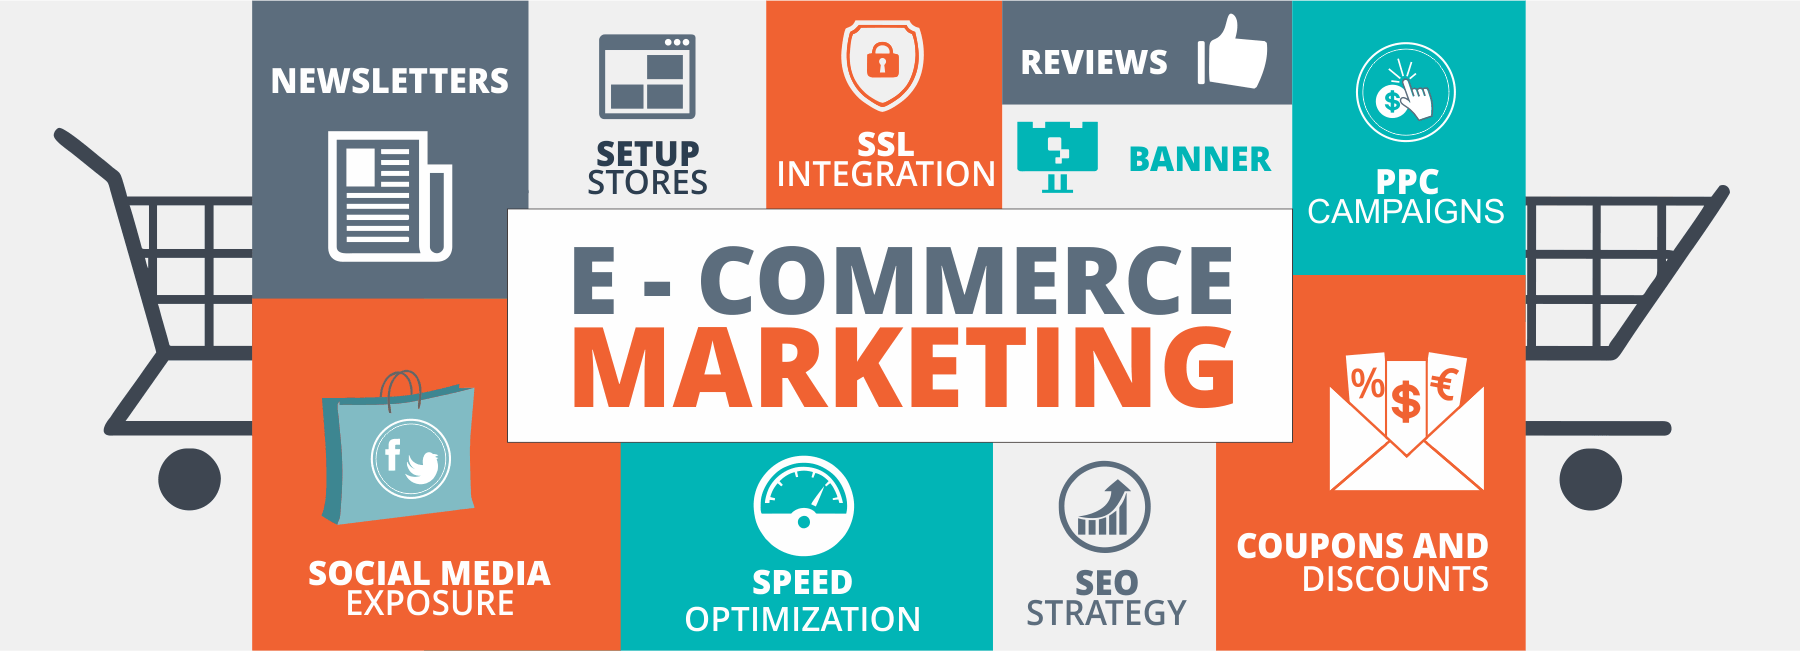 NEWSLETTERS
SETUP
STORES
SSL
INTEGRATION
REVIEWS
BANNER
$
PPC
CAMPAIGNS
E - COMMERCE
MARKETING
f
SOCIAL MEDIA
EXPOSURE
SPEED
OPTIMIZATION
SEO
STRATEGY
% $ €
COUPONS AND
DISCOUNTS